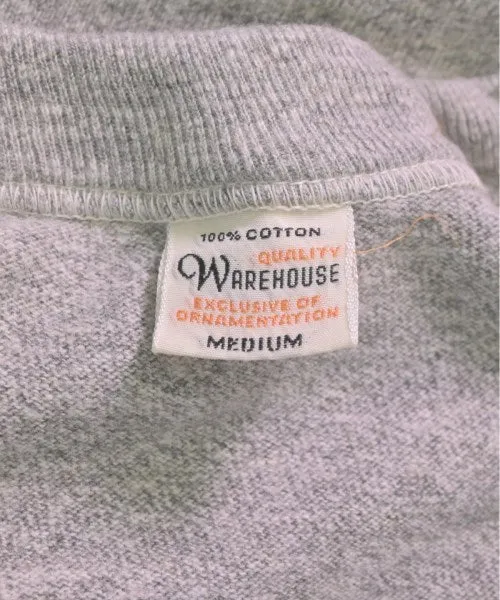 100% COTTON
QUALITY
WAREHOUSE
EXCLUSIVE OF
ORNAMENTATION
MEDIUM